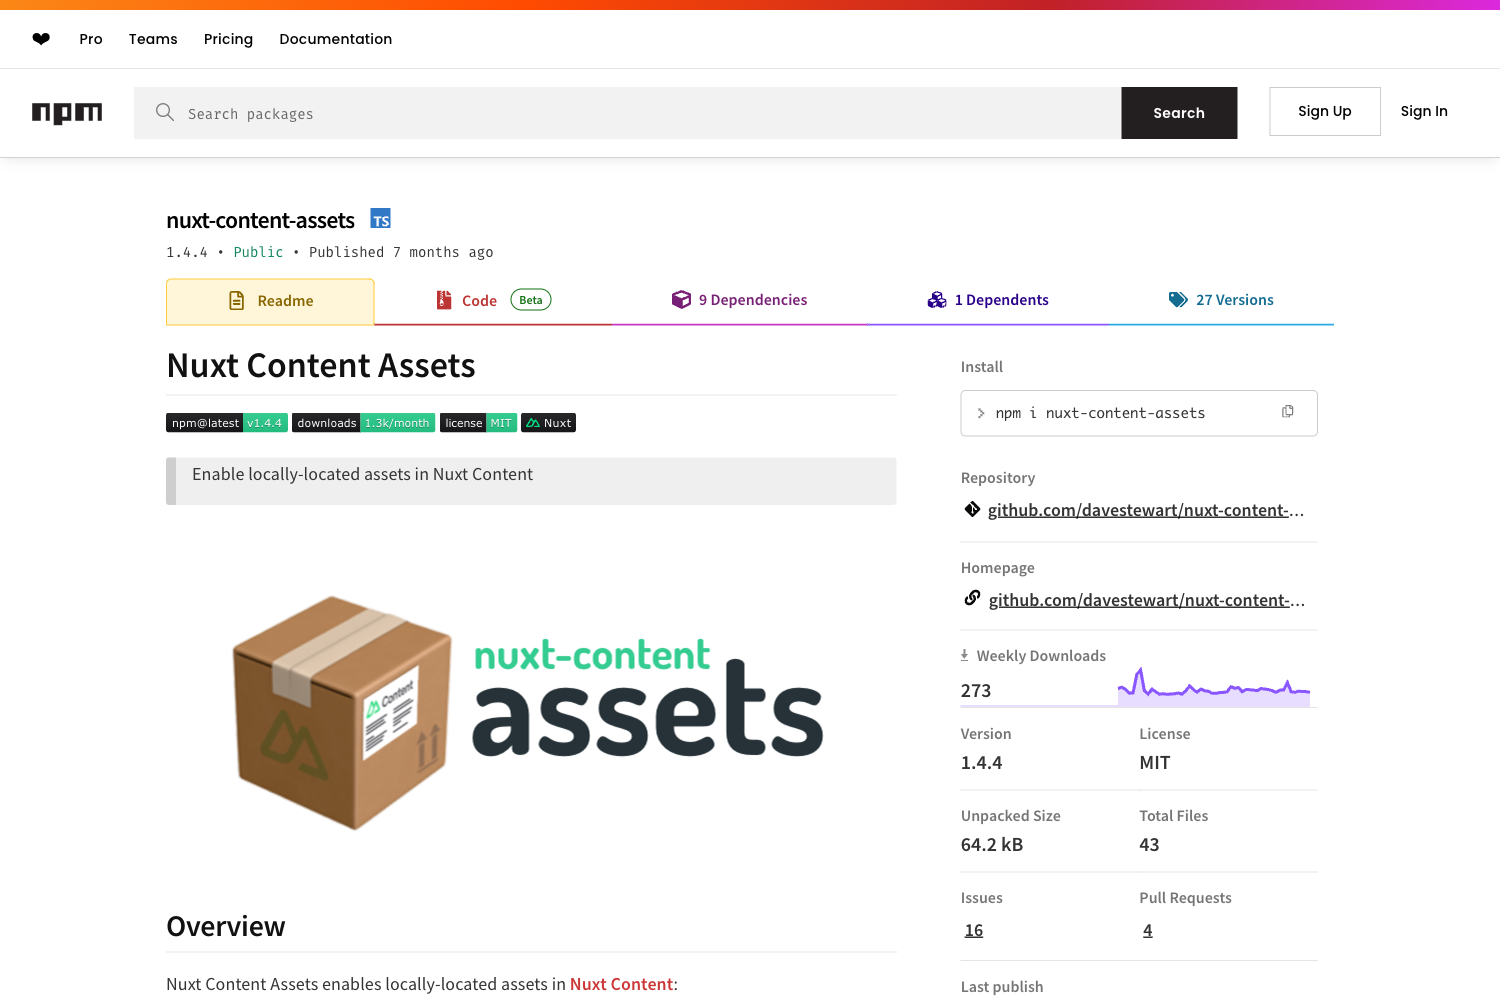 ❤ Pro Teams Pricing Documentation
npm Search packages Search Sign Up Sign In
nuxt-content-assets TS
1.4.4 • Public • Published 7 months ago
Readme Code Beta 9 Dependencies 1 Dependents 27 Versions
Nuxt Content Assets
npm@latest v1.4.4 downloads 1.3k/month license MIT Nuxt
Enable locally-located assets in Nuxt Content
Content
nuxt-content
assets
Overview
Nuxt Content Assets enables locally-located assets in Nuxt Content:
Install
npm i nuxt-content-assets
Repository
github.com/davestewart/nuxt-content-…
Homepage
github.com/davestewart/nuxt-content-…
Weekly Downloads
273
Version License
1.4.4 MIT
Unpacked Size Total Files
64.2 kB 43
Issues Pull Requests
16 4
Last publish